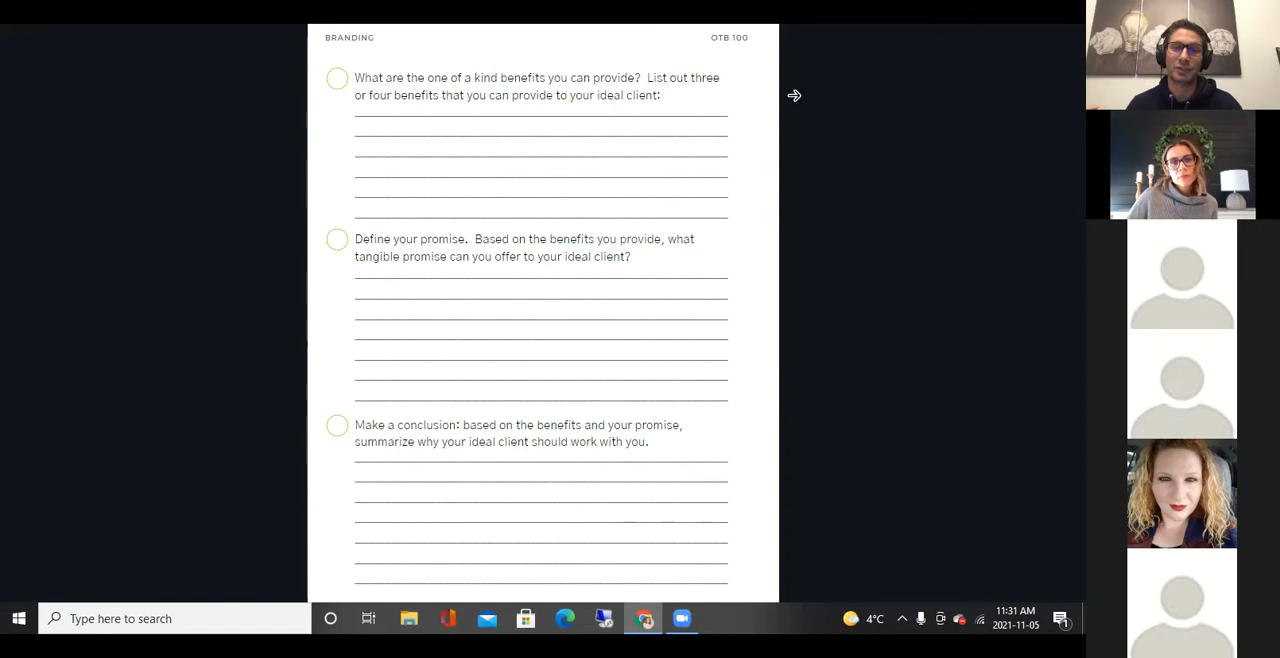 BRANDING OTB 100
What are the one of a kind benefits you can provide? List out three
or four benefits that you can provide to your ideal client:
Define your promise. Based on the benefits you provide, what
tangible promise can you offer to your ideal client?
Make a conclusion: based on the benefits and your promise,
summarize why your ideal client should work with you.
Type here to search
4°C
11:31 AM
2021-11-05
1